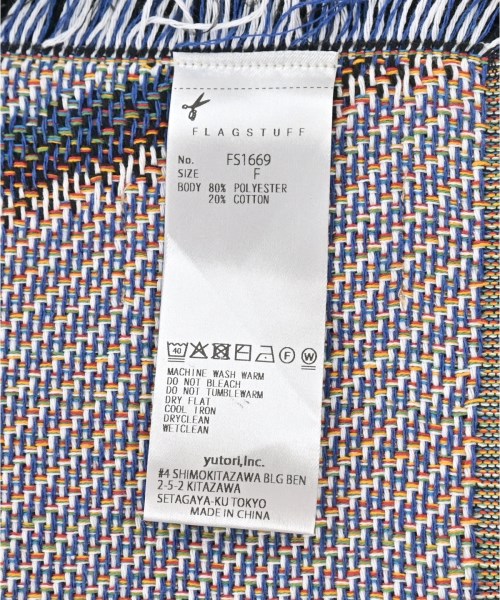 FLAGSTUFF
No. FS1669
SIZE F
BODY 80% POLYESTER
20% COTTON
40 F W
MACHINE WASH WARM
DO NOT BLEACH
DO NOT TUMBLEWARM
DRY FLAT
COOL IRON
DRYCLEAN
WETCLEAN
yutori,Inc.
#4 SHIMOKITAZAWA BLG BEN
2-5-2 KITAZAWA
SETAGAYA-KU TOKYO
MADE IN CHINA